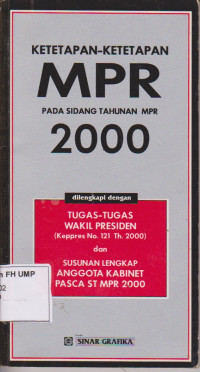 KETETAPAN-KETETAPAN
MPR
PADA SIDANG TAHUNAN MPR
2000
dilengkapi dengan
TUGAS-TUGAS
WAKIL PRESIDEN
(Keppres No. 121 Th. 2000)
dan
SUSUNAN LENGKAP
ANGGOTA KABINET
PASCA ST MPR 2000
n FH UMP
02
SINAR GRAFIKA